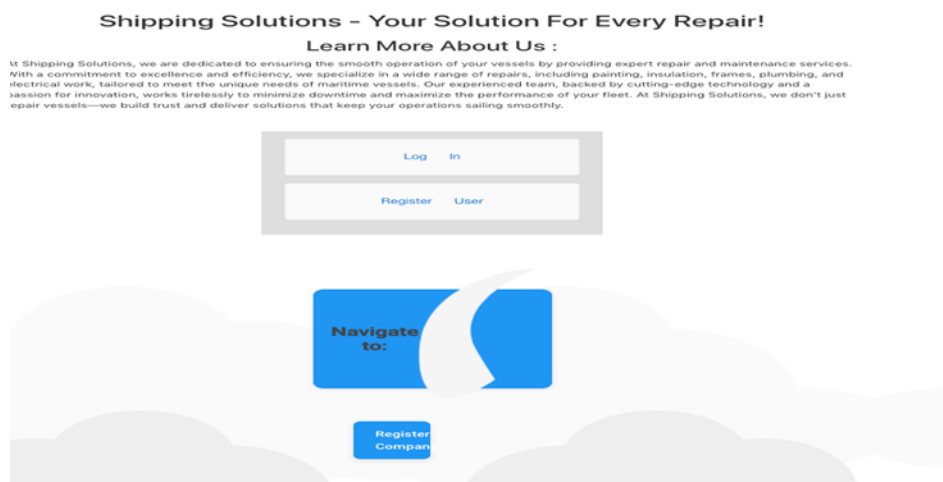 Shipping Solutions - Your Solution For Every Repair!
Learn More About Us :
At Shipping Solutions, we are dedicated to ensuring the smooth operation of your vessels by providing expert repair and maintenance services.
With a commitment to excellence and efficiency, we specialize in a wide range of repairs, including painting, insulation, frames, plumbing, and
electrical work, tailored to meet the unique needs of maritime vessels. Our experienced team, backed by cutting-edge technology and a
passion for innovation, works tirelessly to minimize downtime and maximize the performance of your fleet. At Shipping Solutions, we don't just
repair vessels—we build trust and deliver solutions that keep your operations sailing smoothly.
Log In
Register User
Navigate
to:
Register
Compan